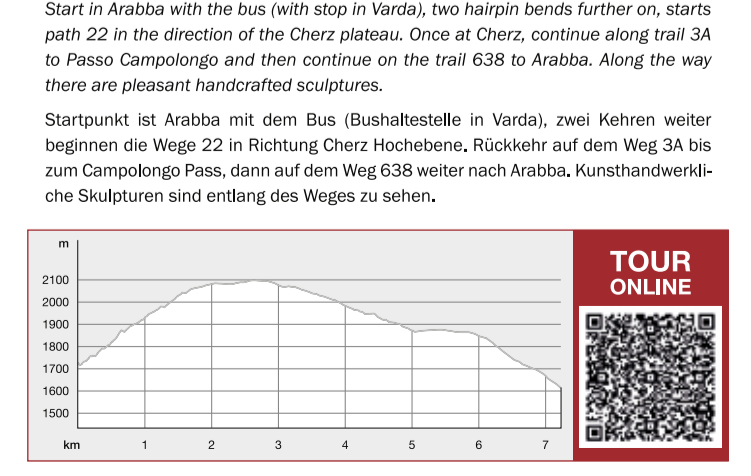 Start in Arabba with the bus (with stop in Varda), two hairpin bends further on, starts
path 22 in the direction of the Cherz plateau. Once at Cherz, continue along trail 3A
to Passo Campolongo and then continue on the trail 638 to Arabba. Along the way
there are pleasant handcrafted sculptures.
Startpunkt ist Arabba mit dem Bus (Bushaltestelle in Varda), zwei Kehren weiter
beginnen die Wege 22 in Richtung Cherz Hochebene. Rückkehr auf dem Weg 3A bis
zum Campolongo Pass, dann auf dem Weg 638 weiter nach Arabba. Kunsthandwerkli-
che Skulpturen sind entlang des Weges zu sehen.
m
2100
2000
1900
1800
1700
1600
1500
km 1 2 3 4 5 6 7
TOUR
ONLINE